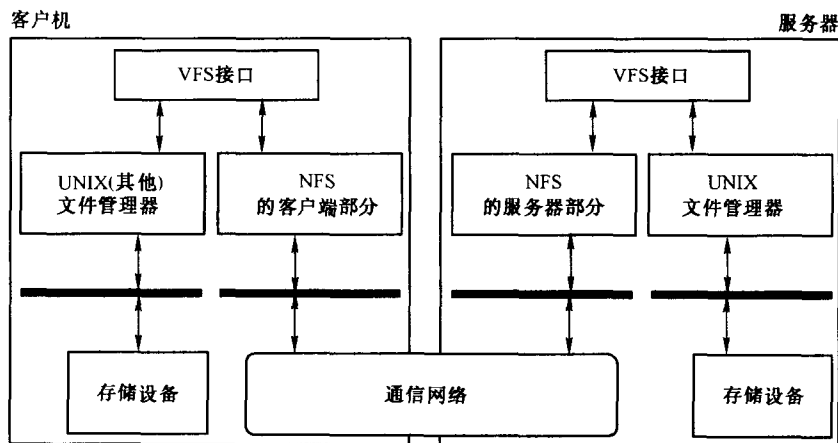 客户机
服务器
VFS接口
VFS接口
UNIX(其他)
文件管理器
NFS
的客户端部分
NFS
的服务器部分
UNIX
文件管理器
存储设备
通信网络
存储设备